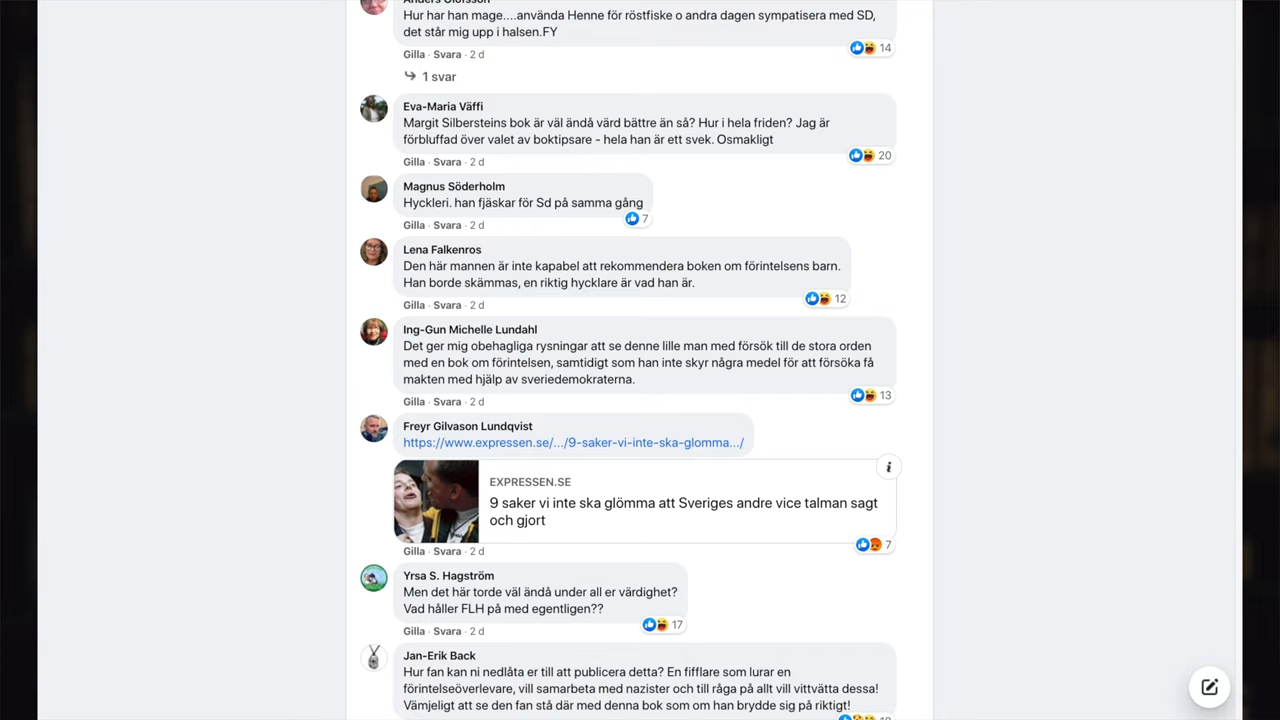 Anders Olofsson
Hur har han mage....använda Henne för röstfiske o andra dagen sympatisera med SD,
det står mig upp i halsen.FY
Gilla · Svara · 2 d
14
1 svar
Eva-Maria Väffi
Margit Silbersteins bok är väl ändå värd bättre än så? Hur i hela friden? Jag är
förbluffad över valet av boktipsare - hela han är ett svek. Osmakligt
Gilla · Svara · 2 d
20
Magnus Söderholm
Hyckleri. han fjäskar för Sd på samma gång
Gilla · Svara · 2 d
7
Lena Falkenros
Den här mannen är inte kapabel att rekommendera boken om förintelsens barn.
Han borde skämmas, en riktig hycklare är vad han är.
Gilla · Svara · 2 d
12
Ing-Gun Michelle Lundahl
Det ger mig obehagliga rysningar att se denne lille man med försök till de stora orden
med en bok om förintelsen, samtidigt som han inte skyr några medel för att försöka få
makten med hjälp av sveriedemokraterna.
Gilla · Svara · 2 d
13
Freyr Gilvason Lundqvist
https://www.expressen.se/.../9-saker-vi-inte-ska-glomma.../
EXPRESSEN.SE
9 saker vi inte ska glömma att Sveriges andre vice talman sagt
och gjort
Gilla · Svara · 2 d
7
Yrsa S. Hagström
Men det här torde väl ändå under all er värdighet?
Vad håller FLH på med egentligen??
Gilla · Svara · 2 d
17
Jan-Erik Back
Hur fan kan ni nedlåta er till att publicera detta? En fifflare som lurar en
förintelseöverlevare, vill samarbeta med nazister och till råga på allt vill vittvätta dessa!
Vämjeligt att se den fan stå där med denna bok som om han brydde sig på riktigt!